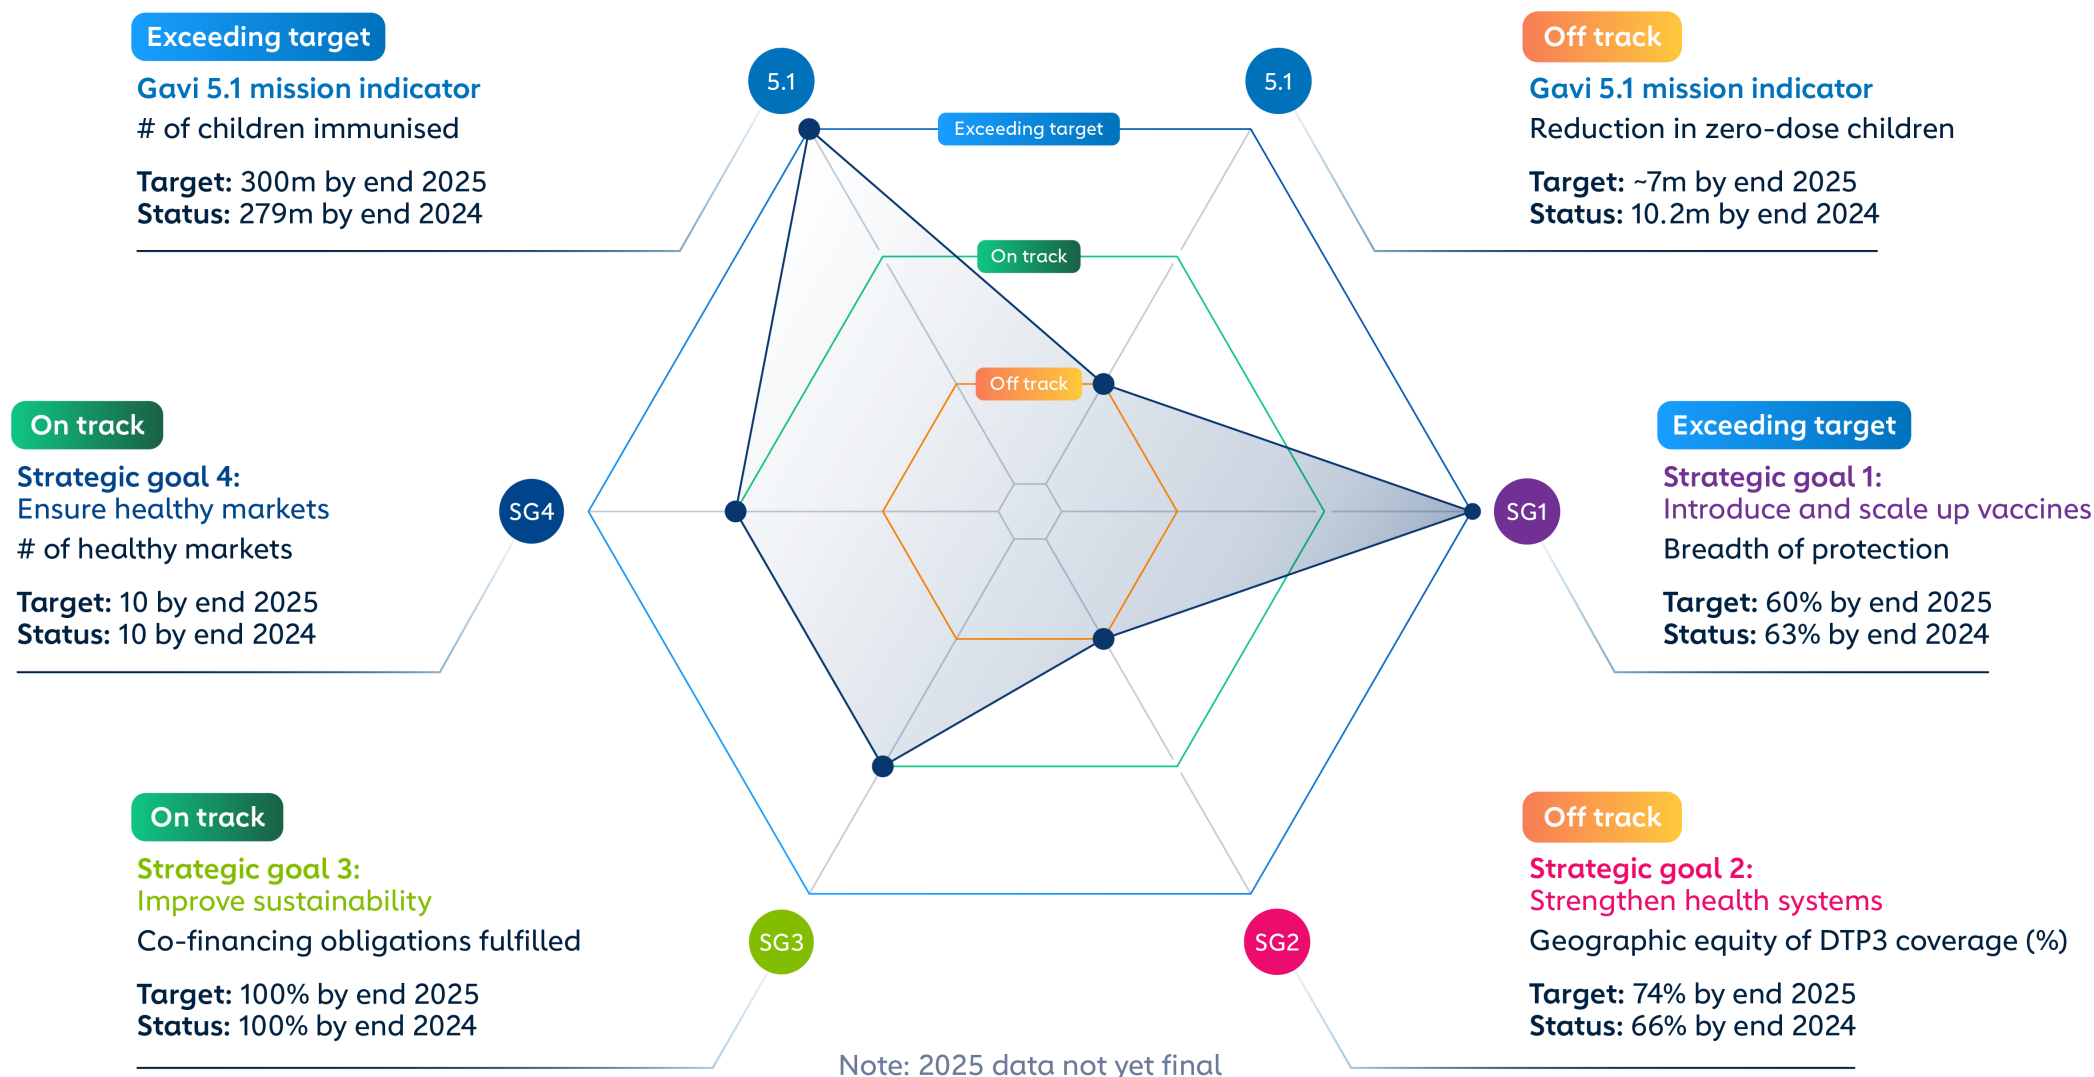 Exceeding target
Gavi 5.1 mission indicator
# of children immunised
Target: 300m by end 2025
Status: 279m by end 2024
5.1
5.1
Off track
Gavi 5.1 mission indicator
Reduction in zero-dose children
Target: ~7m by end 2025
Status: 10.2m by end 2024
Exceeding target
On track
Off track
On track
Strategic goal 4:
Ensure healthy markets
# of healthy markets
Target: 10 by end 2025
Status: 10 by end 2024
SG4
SG1
Exceeding target
Strategic goal 1:
Introduce and scale up vaccines
Breadth of protection
Target: 60% by end 2025
Status: 63% by end 2024
On track
Strategic goal 3:
Improve sustainability
Co-financing obligations fulfilled
Target: 100% by end 2025
Status: 100% by end 2024
SG3
SG2
Off track
Strategic goal 2:
Strengthen health systems
Geographic equity of DTP3 coverage (%)
Target: 74% by end 2025
Status: 66% by end 2024
Note: 2025 data not yet final